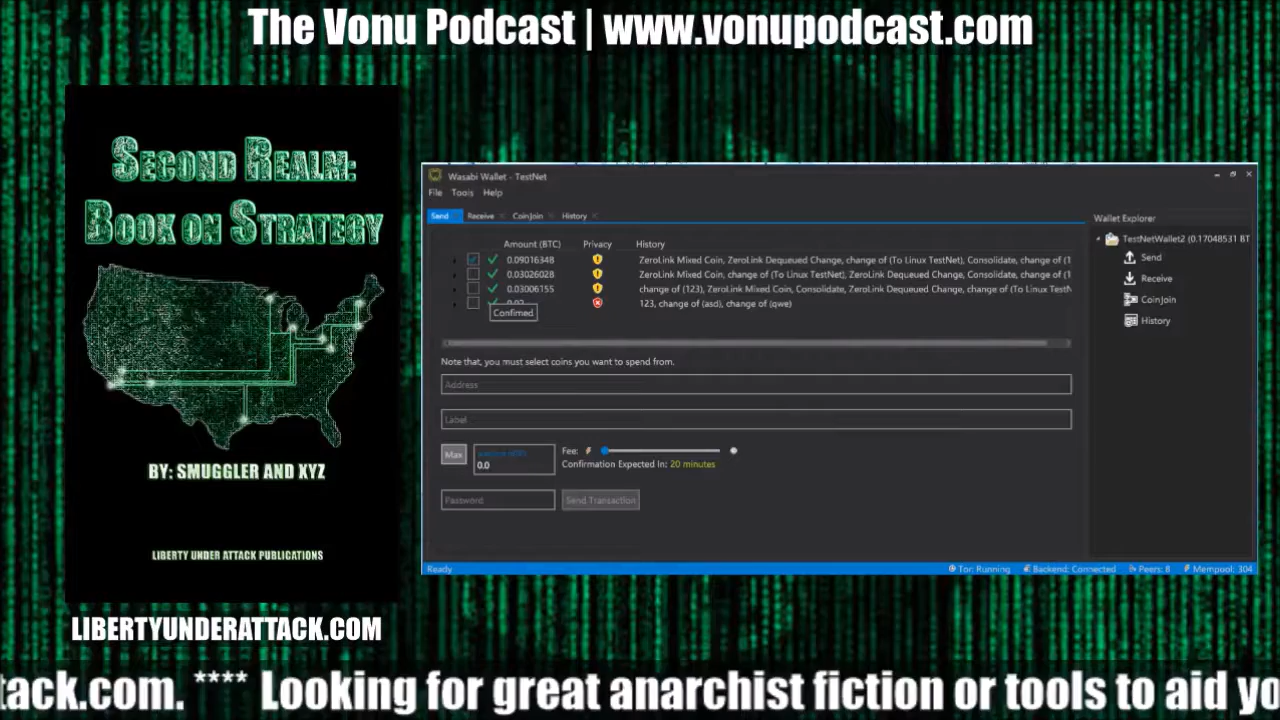 The Vonu Podcast | www.vonupodcast.com
SECOND REALM:
BOOK ON STRATEGY
BY: SMUGGLER AND XYZ
LIBERTY UNDER ATTACK PUBLICATIONS
LIBERTYUNDERATTACK.COM
Wasabi Wallet - TestNet
File Tools Help
Send Receive CoinJoin History
Amount (BTC) Privacy History
0.09016348 ZeroLink Mixed Coin, ZeroLink Dequeued Change, change of (To Linux TestNet), Consolidate, change of (1
0.03026028 ZeroLink Mixed Coin, change of (To Linux TestNet), ZeroLink Dequeued Change, Consolidate, change of (1
0.03006155 change of (123), ZeroLink Mixed Coin, Consolidate, ZeroLink Dequeued Change, change of (To Linux TestN
123, change of (asd), change of (qwe)
Confirmed
Note that, you must select coins you want to spend from.
Address
Label
Max
0.0
Fee:
Confirmation Expected In: 20 minutes
Password
Send Transaction
Wallet Explorer
TestNetWallet2 (0.17048531 BT
Send
Receive
CoinJoin
History
Ready
Tor: Running Backend: Connected Peers: 8 Mempool: 304
tack.com. **** Looking for great anarchist fiction or tools to aid yo